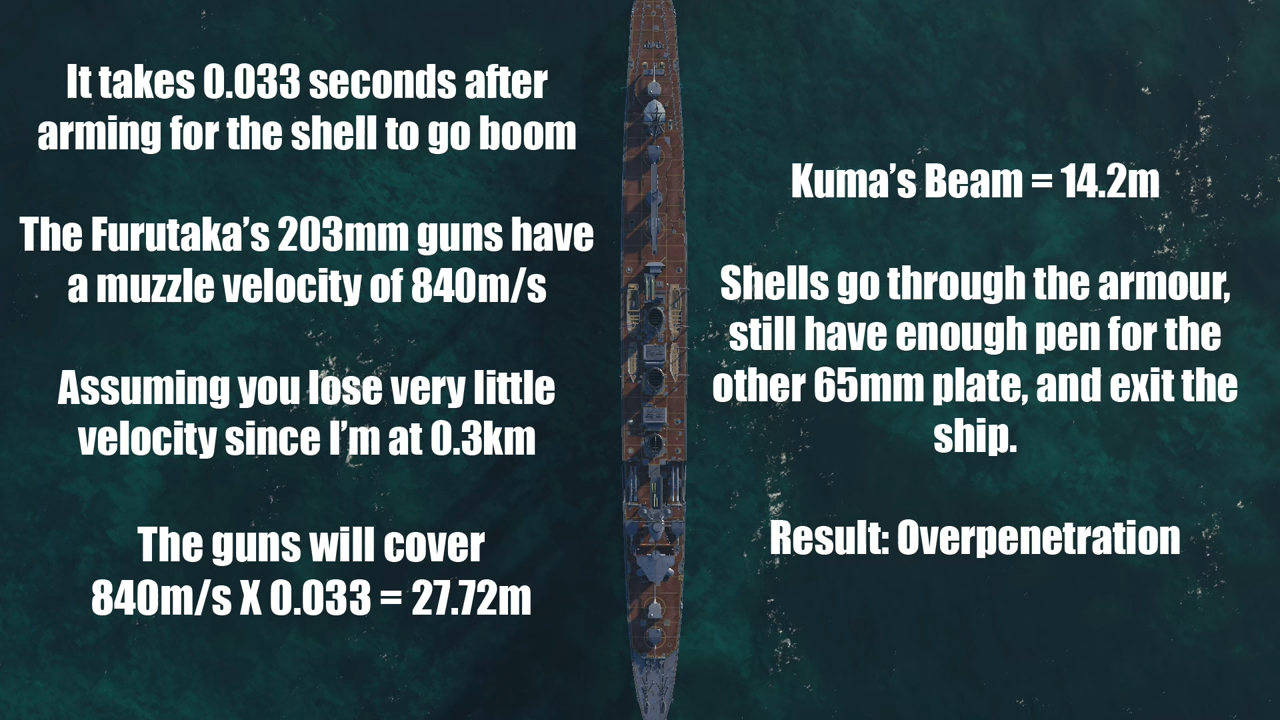 It takes 0.033 seconds after
arming for the shell to go boom
The Furutaka’s 203mm guns have
a muzzle velocity of 840m/s
Assuming you lose very little
velocity since I’m at 0.3km
The guns will cover
840m/s X 0.033 = 27.72m
Kuma’s Beam = 14.2m
Shells go through the armour,
still have enough pen for the
other 65mm plate, and exit the
ship.
Result: Overpenetration